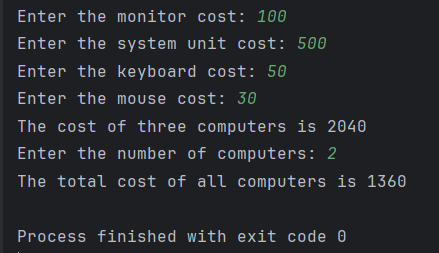 Enter the monitor cost: 100
Enter the system unit cost: 500
Enter the keyboard cost: 50
Enter the mouse cost: 30
The cost of three computers is 2040
Enter the number of computers: 2
The total cost of all computers is 1360
Process finished with exit code 0